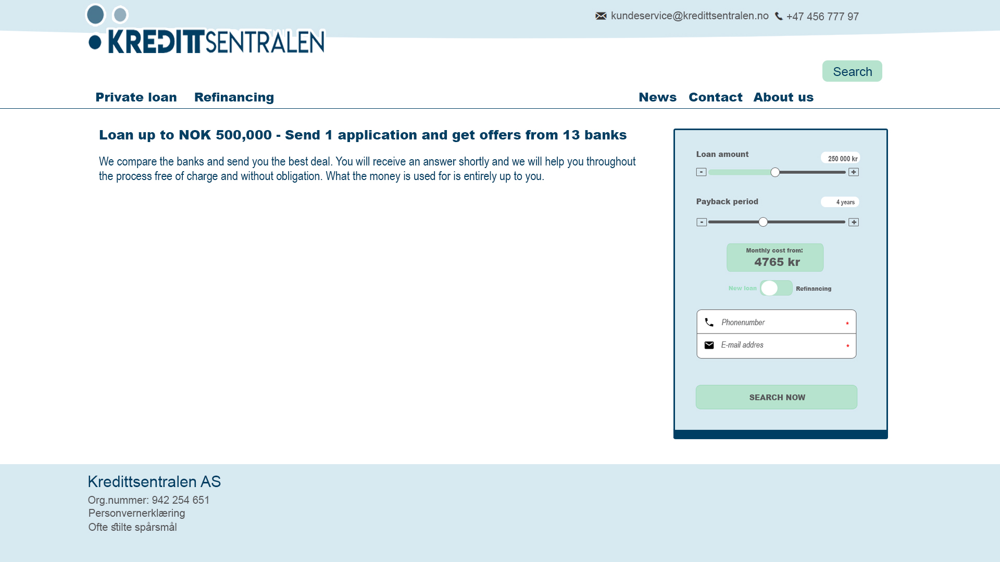 kundeservice@kredittsentralen.no +47 456 777 97
KREDITTSENTRALEN
Search
Private loan Refinancing News Contact About us
Loan up to NOK 500,000 - Send 1 application and get offers from 13 banks
We compare the banks and send you the best deal. You will receive an answer shortly and we will help you throughout
the process free of charge and without obligation. What the money is used for is entirely up to you.
Loan amount 250 000 kr
- +
Payback period 4 years
- +
Monthly cost from:
4765 kr
New loan Refinancing
Phonenumber *
E-mail addres *
SEARCH NOW
Kredittsentralen AS
Org.nummer: 942 254 651
Personvernerklæring
Ofte stilte spårsmål